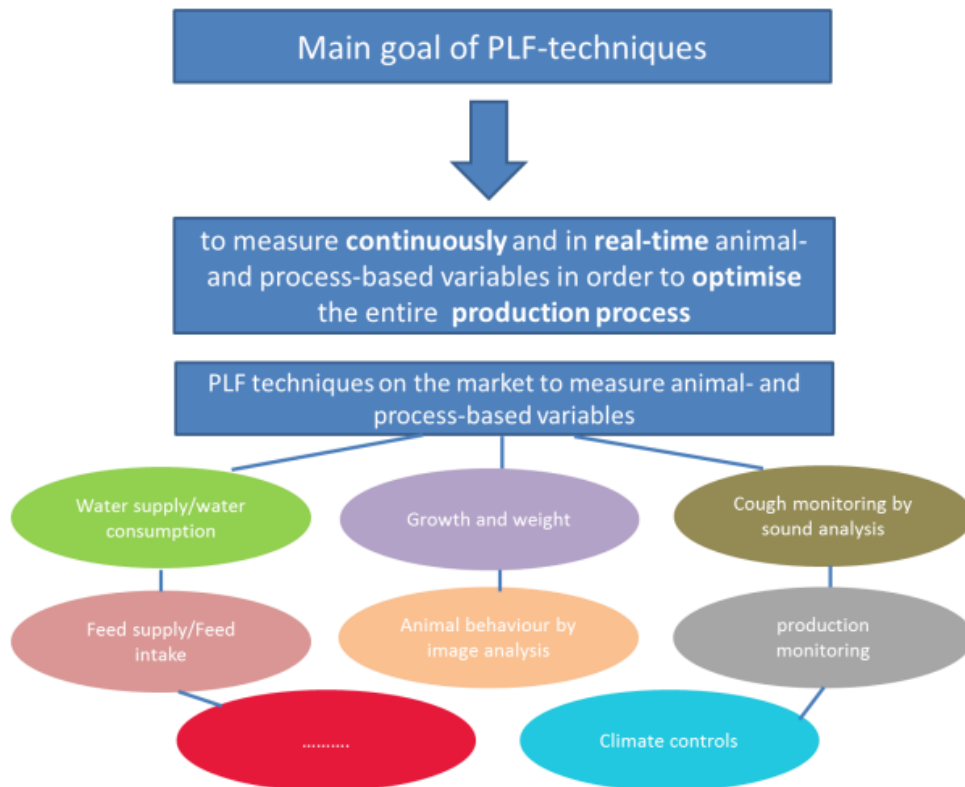 Main goal of PLF-techniques
to measure continuously and in real-time animal-
and process-based variables in order to optimise
the entire production process
PLF techniques on the market to measure animal- and
process-based variables
Water supply/water
consumption
Growth and weight
Cough monitoring by
sound analysis
Feed supply/Feed
intake
Animal behaviour by
image analysis
production
monitoring
..........
Climate controls